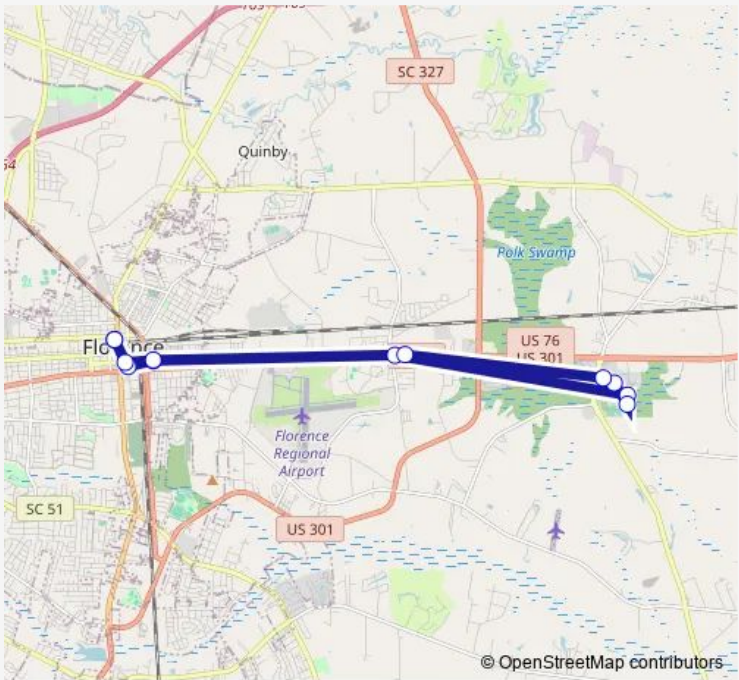 SC 327
Quinby
Polk Swamp
US 76
US 301
Florence
Florence
Regional
Airport
SC 51
US 301
© OpenStreetMap contributors